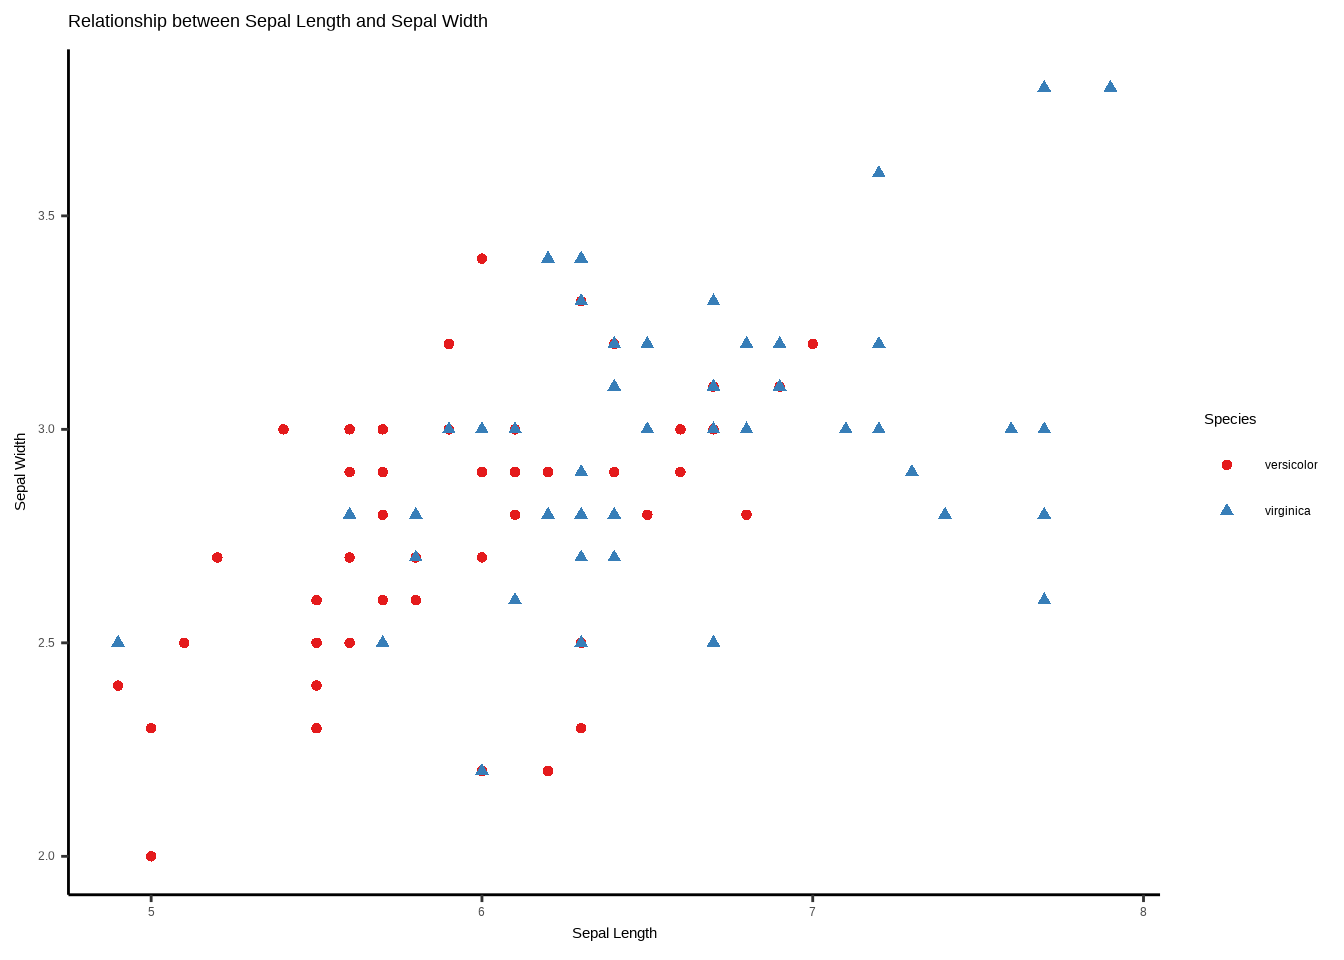 Relationship between Sepal Length and Sepal Width
Sepal Width
3.5
3.0
2.5
2.0
5
6
7
8
Sepal Length
Species
versicolor
virginica